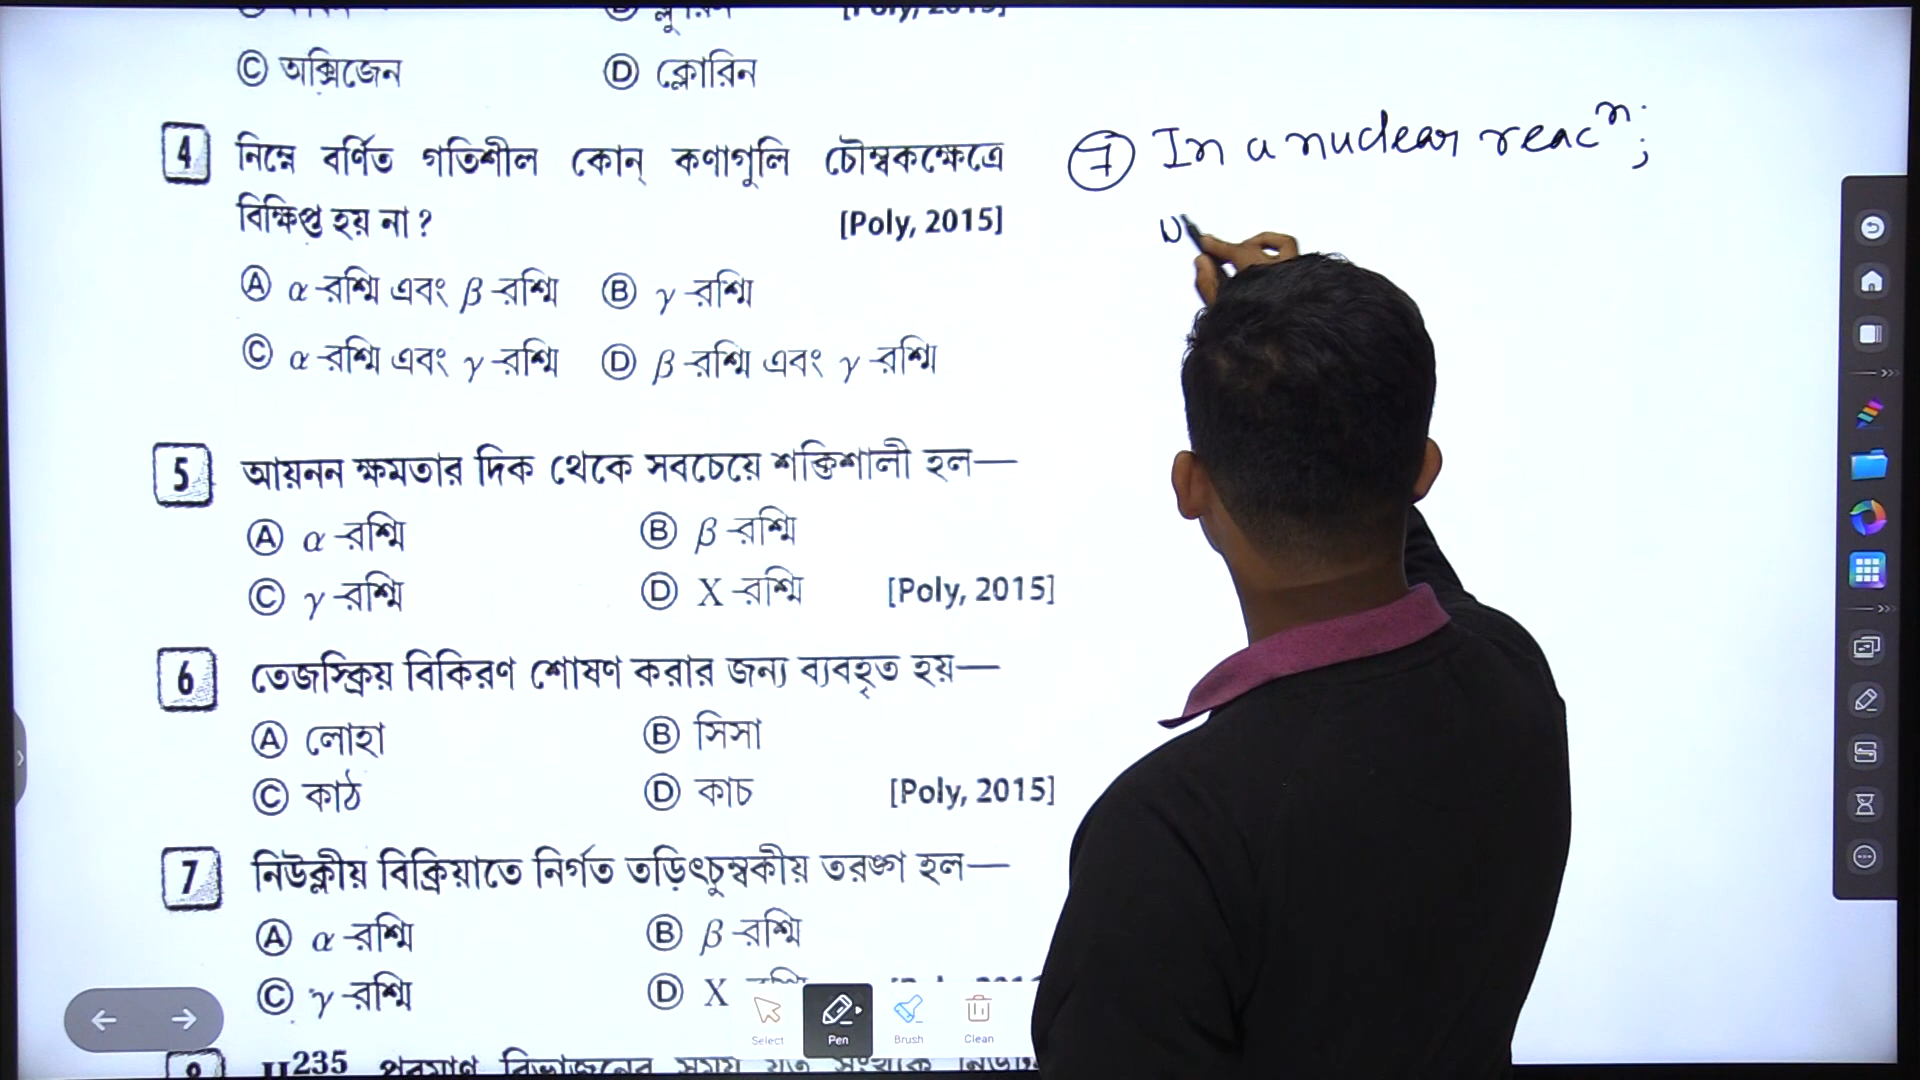 Ⓒ অক্সিজেন Ⓓ ক্লোরিন
4 নিম্নে বর্ণিত গতিশীল কোন্ কণাগুলি চৌম্বকক্ষেত্রে
বিক্ষিপ্ত হয় না? [Poly, 2015]
Ⓐ α-রশ্মি এবং β-রশ্মি Ⓑ γ-রশ্মি
Ⓒ α-রশ্মি এবং γ-রশ্মি Ⓓ β-রশ্মি এবং γ-রশ্মি
5 আয়নন ক্ষমতার দিক থেকে সবচেয়ে শক্তিশালী হল—
Ⓐ α-রশ্মি Ⓑ β-রশ্মি
Ⓒ γ-রশ্মি Ⓓ X-রশ্মি [Poly, 2015]
6 তেজস্ক্রিয় বিকিরণ শোষণ করার জন্য ব্যবহৃত হয়—
Ⓐ লোহা Ⓑ সিসা
Ⓒ কাঠ Ⓓ কাচ [Poly, 2015]
7 নিউক্লীয় বিক্রিয়াতে নির্গত তড়িৎচুম্বকীয় তরঙ্গ হল—
Ⓐ α-রশ্মি Ⓑ β-রশ্মি
Ⓒ γ-রশ্মি Ⓓ X
U235
⑦ In a nuclear reacⁿ;
Select Pen Brush Clean